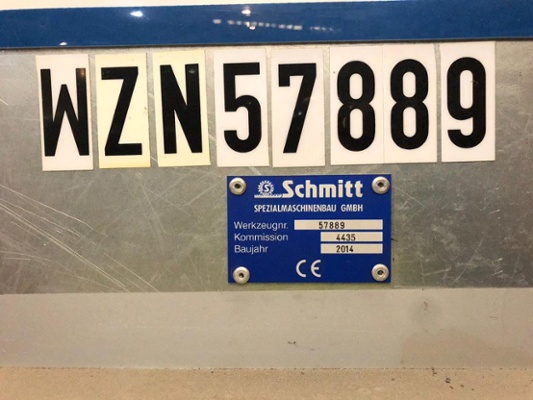 WZN57889
Schmitt
SPEZIALMASCHINENBAU GMBH
Werkzeugnr. 57889
Kommission 4435
Baujahr 2014
CE